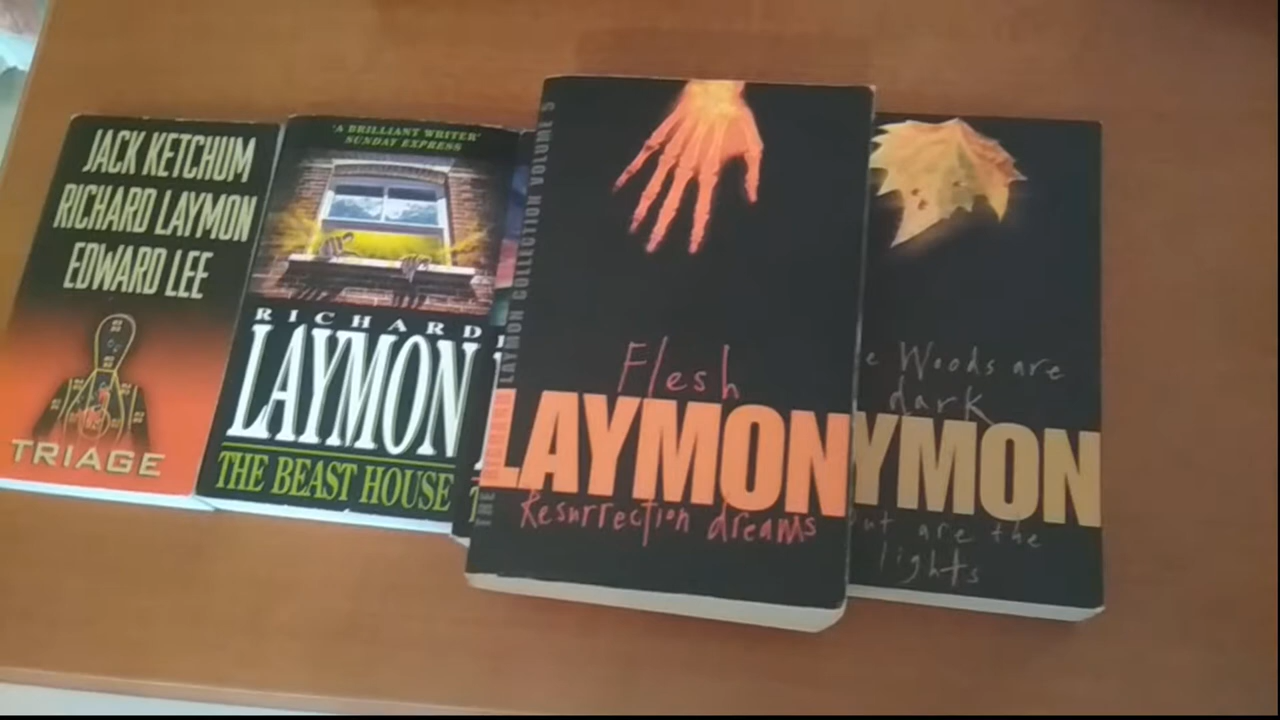 JACK KETCHUM
RICHARD LAYMON
EDWARD LEE
TRIAGE
'A BRILLIANT WRITER'
SUNDAY EXPRESS
RICHARD
LAYMON
THE BEAST HOUSE
LAYMON COLLECTION VOLUME 5
Flesh
LAYMON
Resurrection dreams
e Woods are
dark
YMON
ut are the
lights